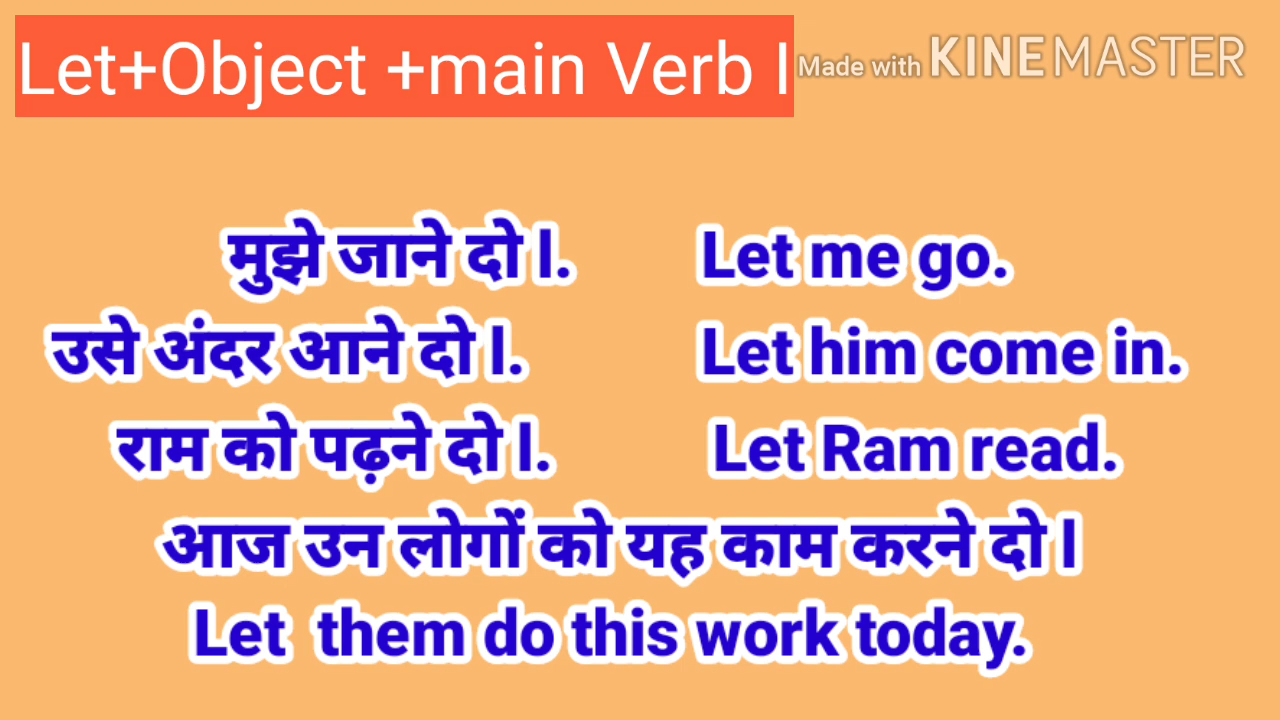 Let+Object +main Verb I
Made with KINEMASTER
मुझे जाने दो l. Let me go.
उसे अंदर आने दो l. Let him come in.
राम को पढ़ने दो l. Let Ram read.
आज उन लोगों को यह काम करने दो l
Let them do this work today.